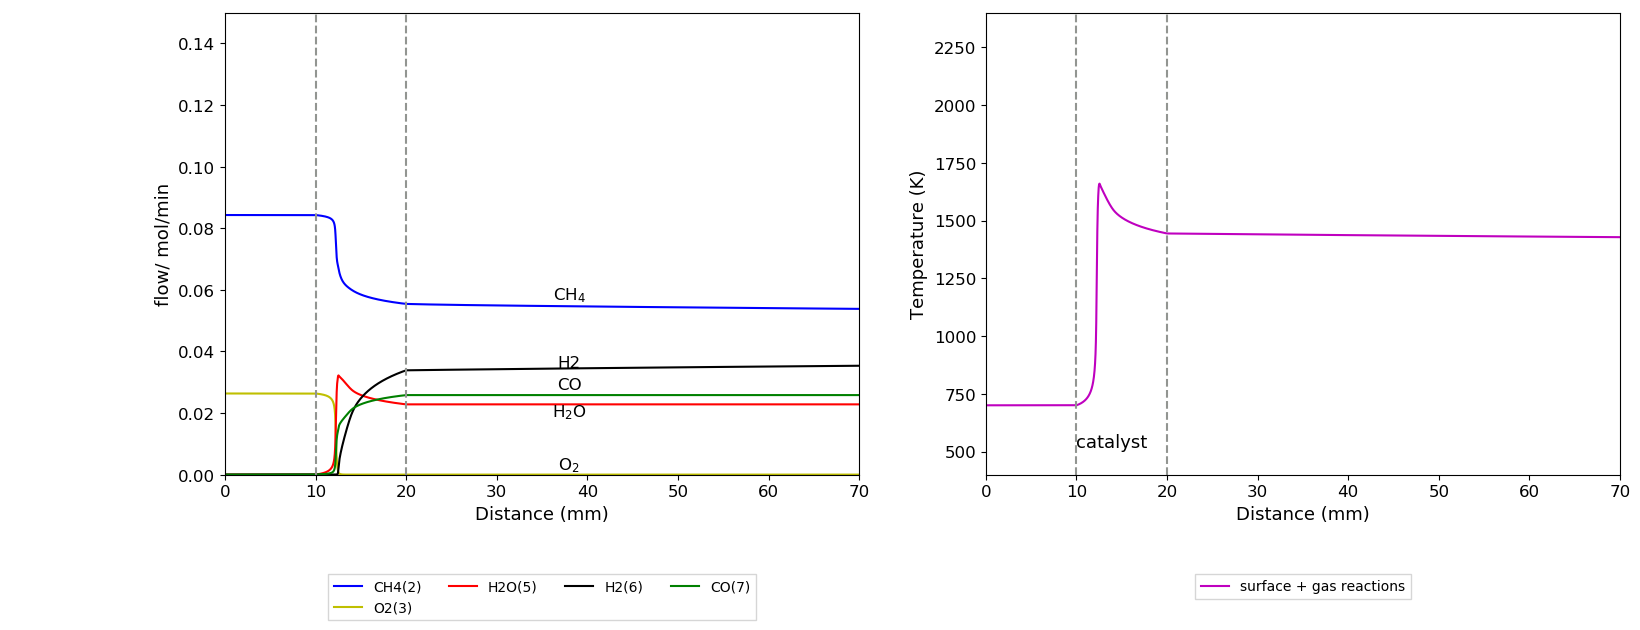 flow/ mol/min
0.14
0.12
0.10
0.08
0.06
0.04
0.02
0.00
CH₄
H2
CO
H₂O
O₂
0 10 20 30 40 50 60 70
Distance (mm)
CH4(2) H2O(5) H2(6) CO(7)
O2(3)
Temperature (K)
2250
2000
1750
1500
1250
1000
750
500
catalyst
0 10 20 30 40 50 60 70
Distance (mm)
surface + gas reactions